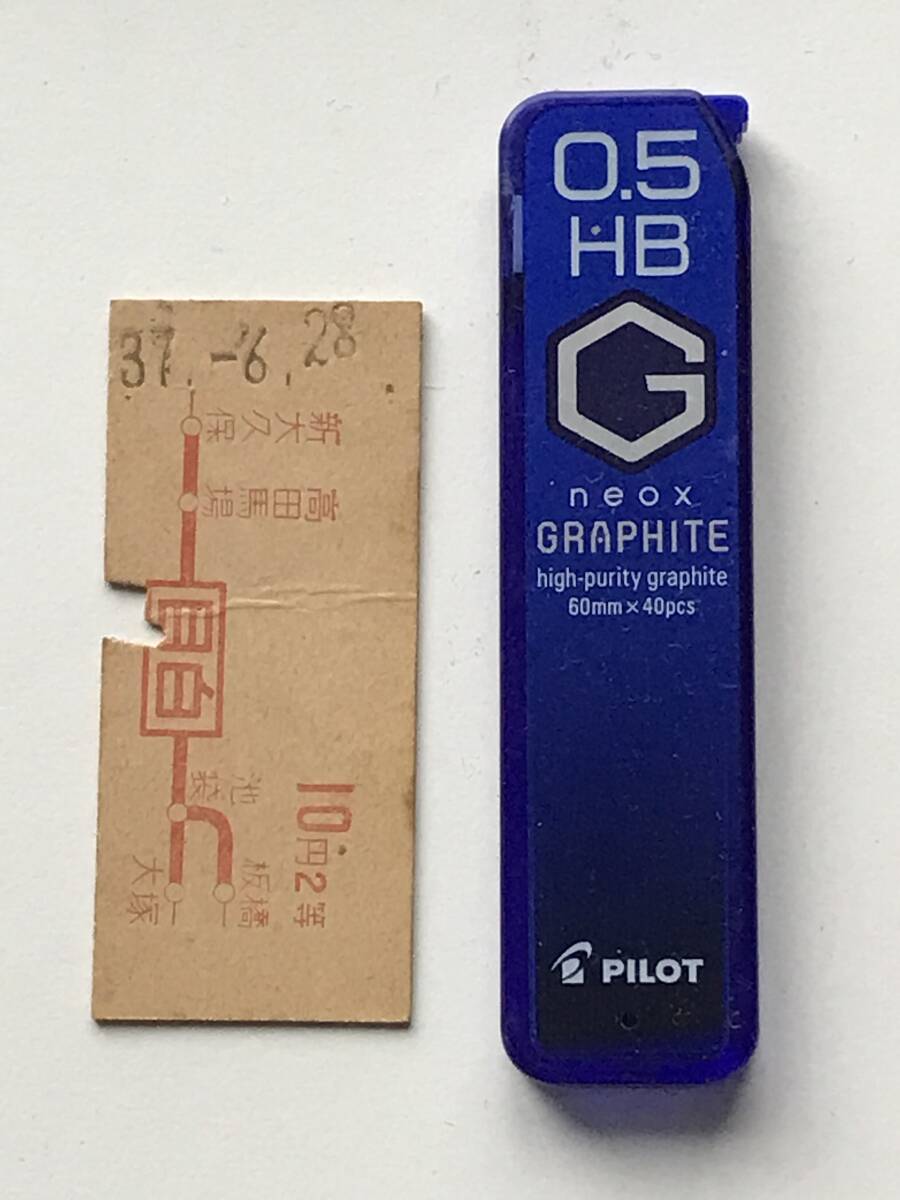 37.-6.28
新大久保
高田馬場
目白
池袋
大塚
板橋
10円2等
0.5
HB
G
neox
GRAPHITE
high-purity graphite
60mm×40pcs
PILOT